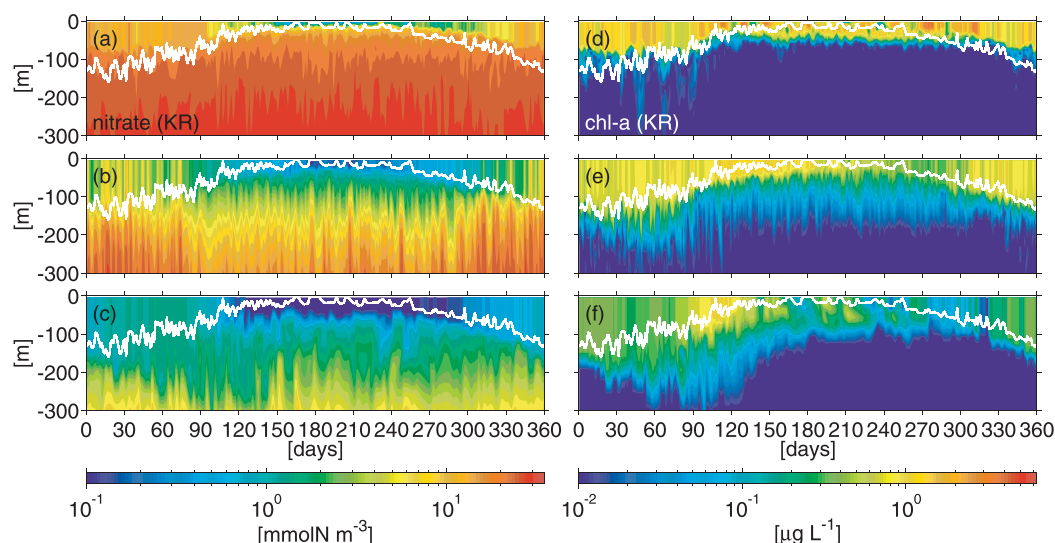 0
-100
-200
-300
[m]
(a)
nitrate (KR)
(d)
chl-a (KR)
0
-100
-200
-300
[m]
(b)
(e)
0
-100
-200
-300
[m]
(c)
(f)
0 30 60 90 120 150 180 210 240 270 300 330 360
[days]
0 30 60 90 120 150 180 210 240 270 300 330 360
[days]
10⁻¹ 10⁰ 10¹
[mmolN m⁻³]
10⁻² 10⁻¹ 10⁰
[µg L⁻¹]